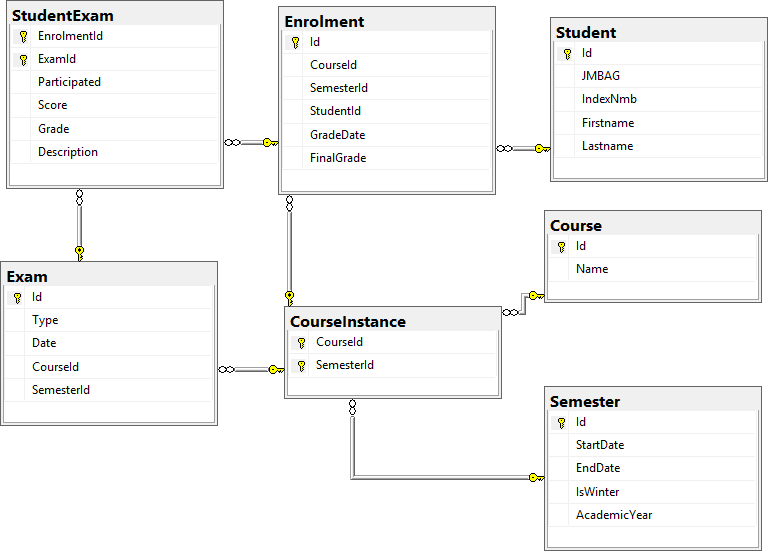 StudentExam
EnrolmentId
ExamId
Participated
Score
Grade
Description
Enrolment
Id
CourseId
SemesterId
StudentId
GradeDate
FinalGrade
Student
Id
JMBAG
IndexNmb
Firstname
Lastname
Course
Id
Name
Exam
Id
Type
Date
CourseId
SemesterId
CourseInstance
CourseId
SemesterId
Semester
Id
StartDate
EndDate
IsWinter
AcademicYear